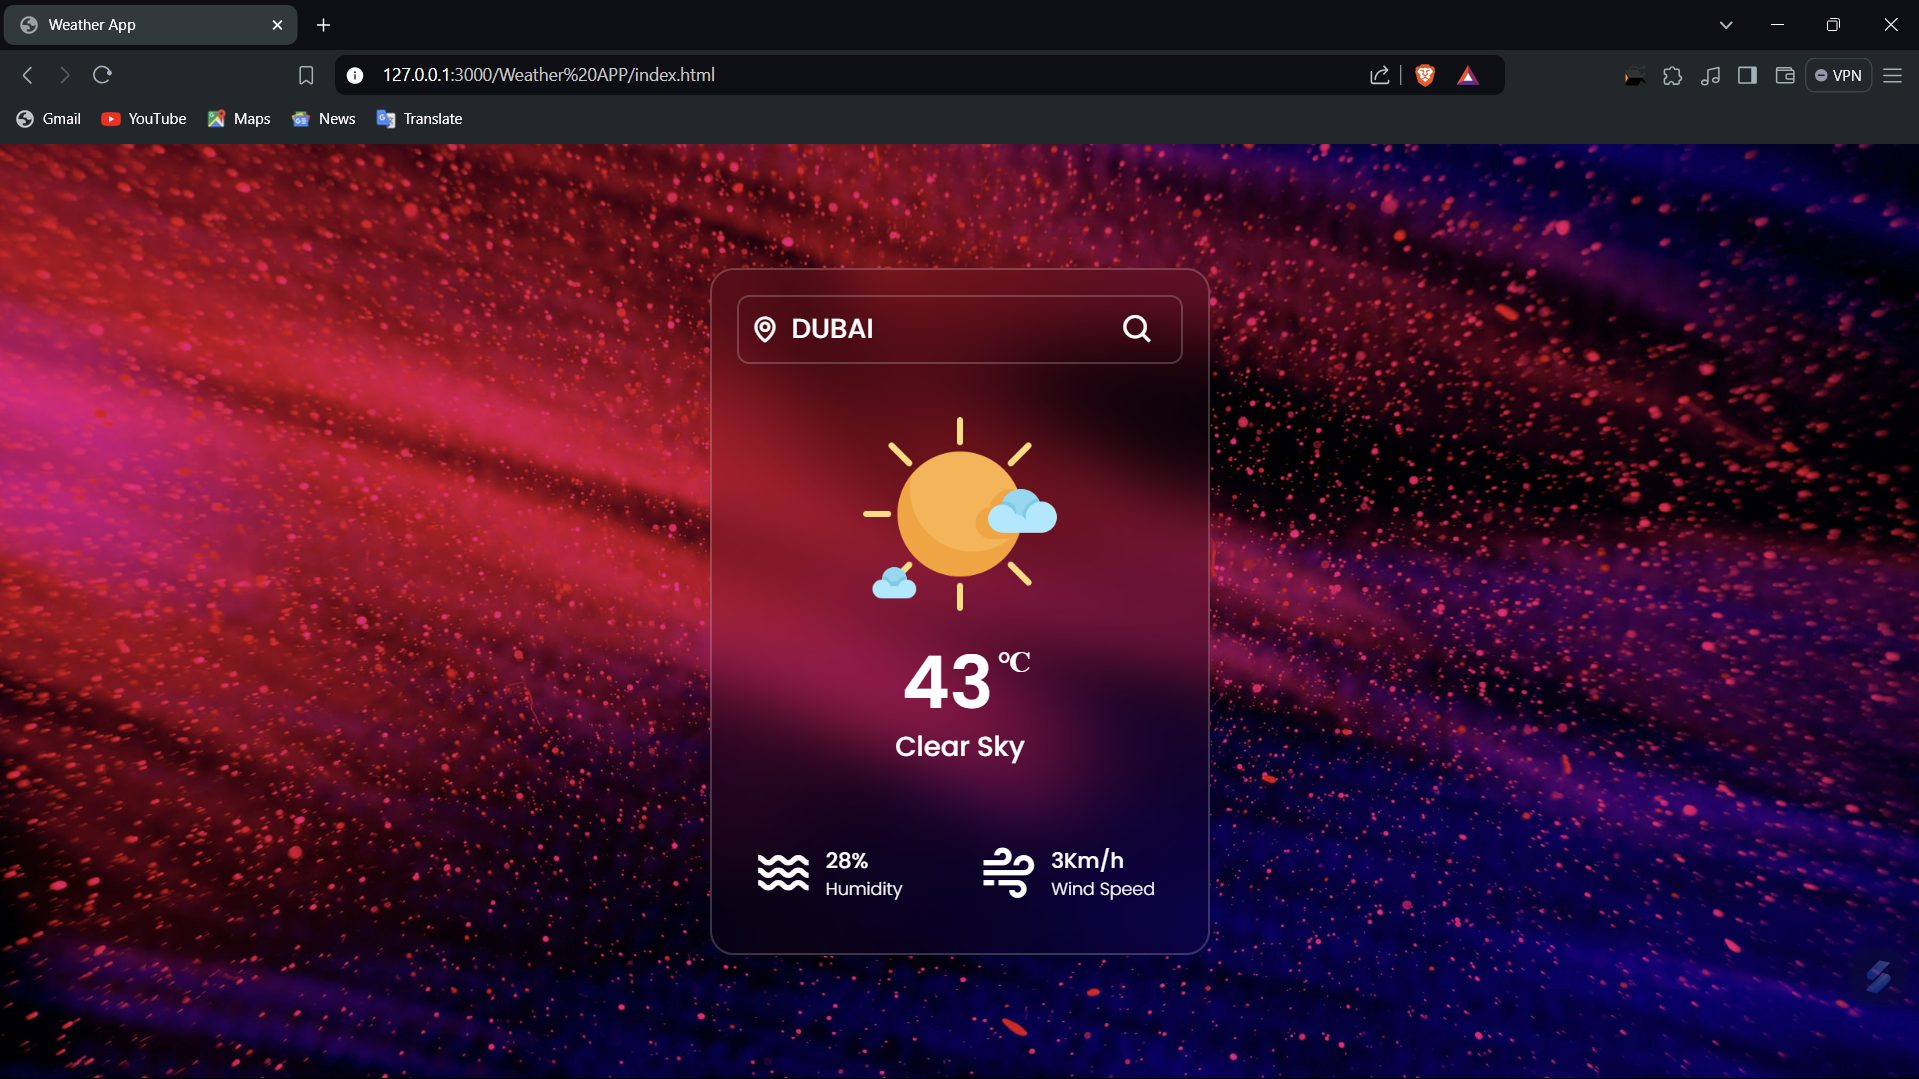 Weather App
127.0.0.1:3000/Weather%20APP/index.html
VPN
Gmail YouTube Maps News Translate
DUBAI
43 °C
Clear Sky
28% 3Km/h
Humidity Wind Speed